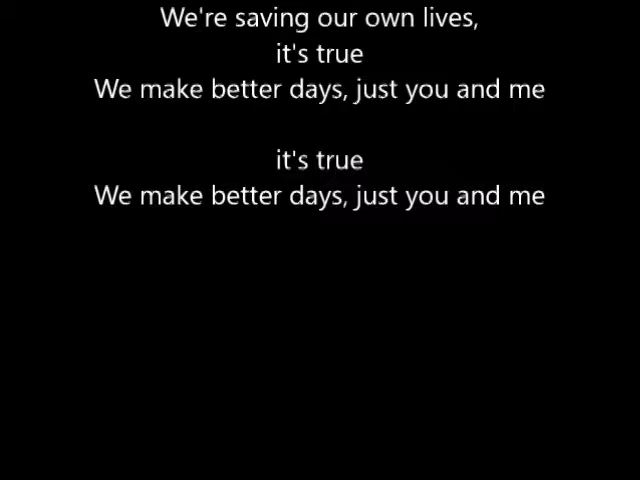 We're saving our own lives,
it's true
We make better days, just you and me
it's true
We make better days, just you and me